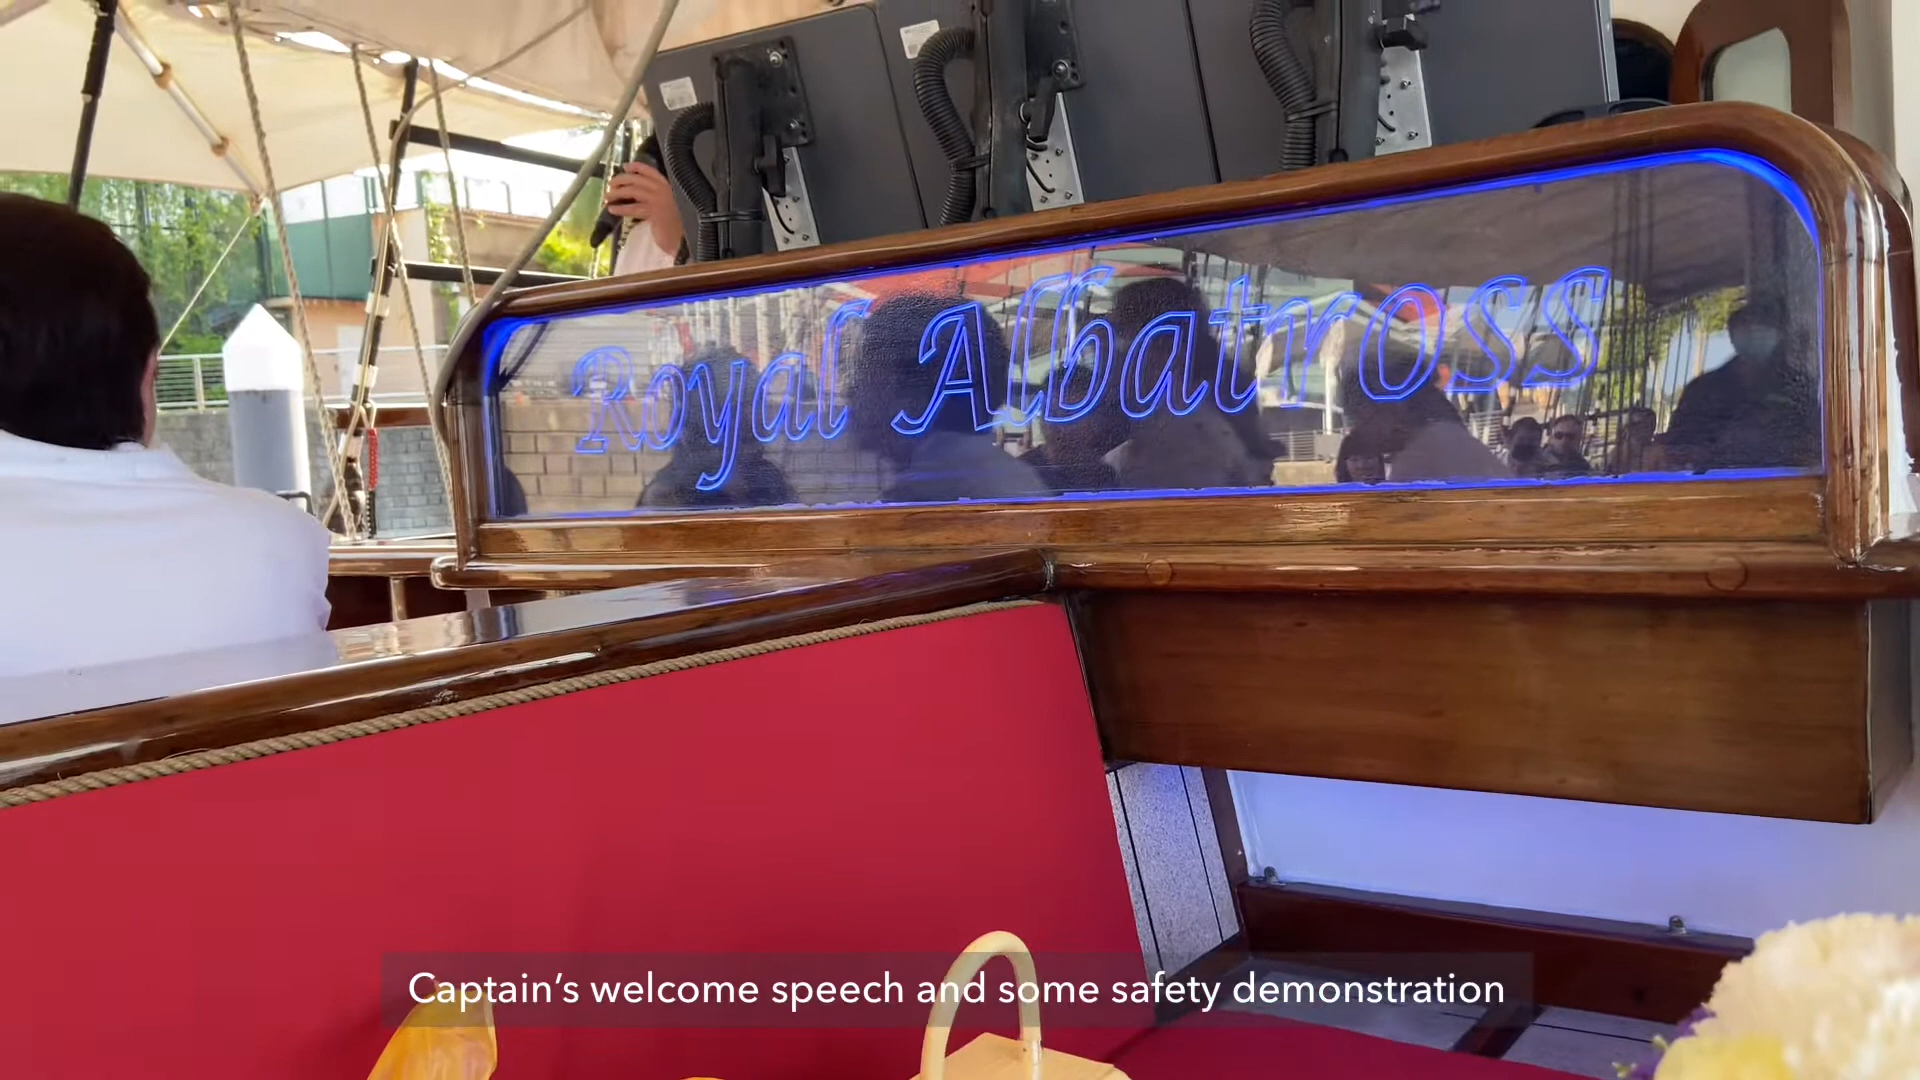 Royal Albatross
Captain’s welcome speech and some safety demonstration